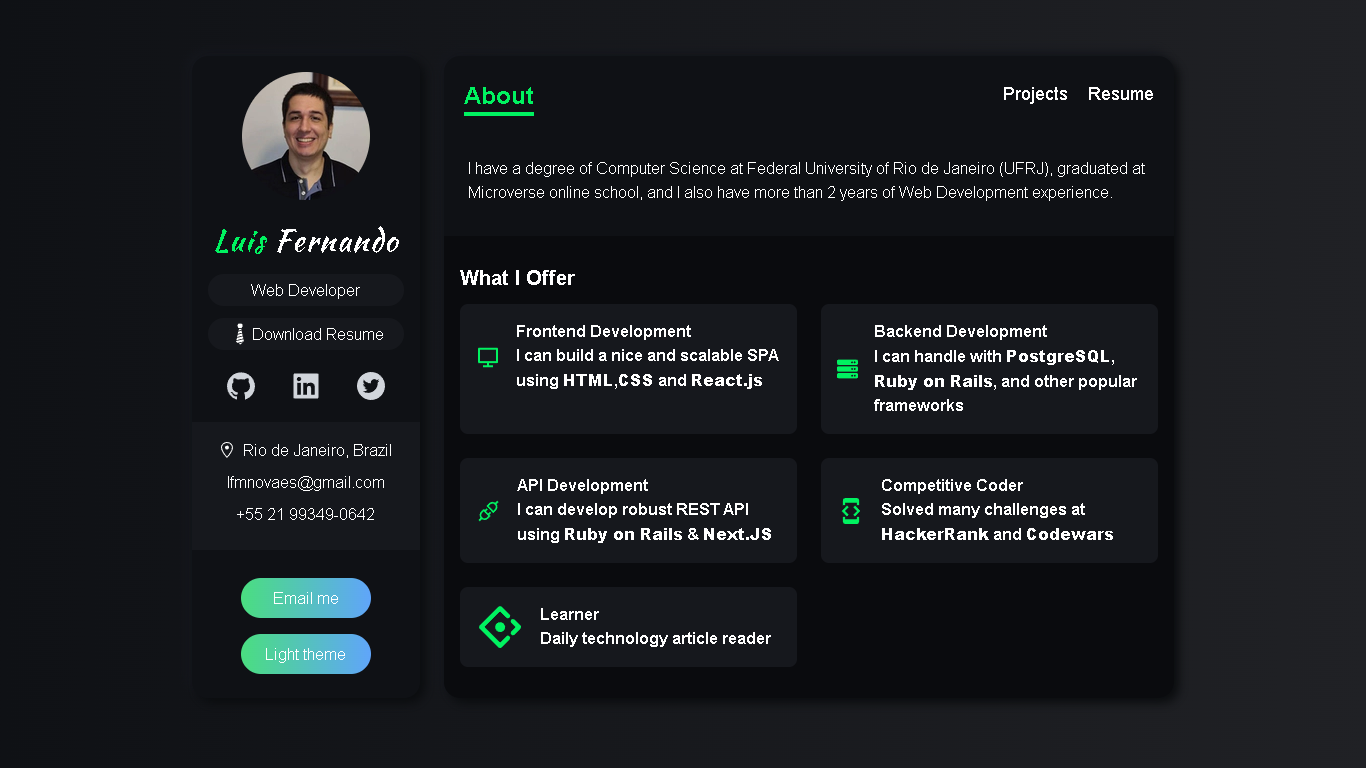 Luis Fernando
Web Developer
Download Resume
Rio de Janeiro, Brazil
lfmnovaes@gmail.com
+55 21 99349-0642
Email me
Light theme
About
Projects
Resume
I have a degree of Computer Science at Federal University of Rio de Janeiro (UFRJ), graduated at
Microverse online school, and I also have more than 2 years of Web Development experience.
What I Offer
Frontend Development
I can build a nice and scalable SPA
using HTML,CSS and React.js
Backend Development
I can handle with PostgreSQL,
Ruby on Rails, and other popular
frameworks
API Development
I can develop robust REST API
using Ruby on Rails & Next.JS
Competitive Coder
Solved many challenges at
HackerRank and Codewars
Learner
Daily technology article reader